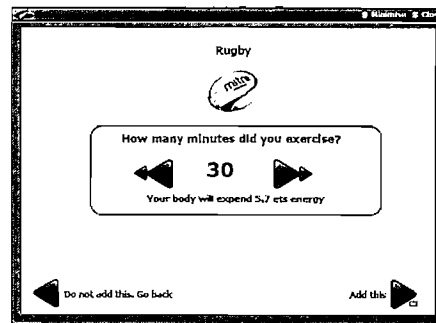 Rugby
mitre
How many minutes did you exercise?
30
Your body will expend 5.7 ets energy
Do not add this. Go back
Add this